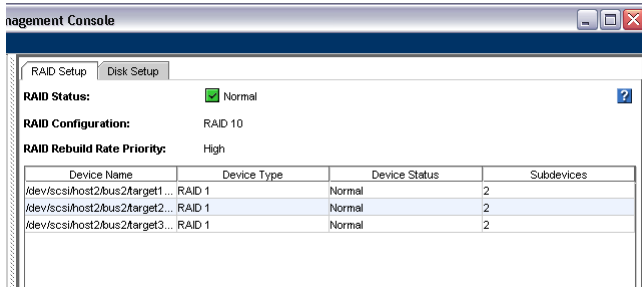 nagement Console
RAID Setup Disk Setup
RAID Status: Normal ?
RAID Configuration: RAID 10
RAID Rebuild Rate Priority: High
Device Name Device Type Device Status Subdevices
/dev/scsi/host2/bus2/target1... RAID 1 Normal 2
/dev/scsi/host2/bus2/target2... RAID 1 Normal 2
/dev/scsi/host2/bus2/target3... RAID 1 Normal 2